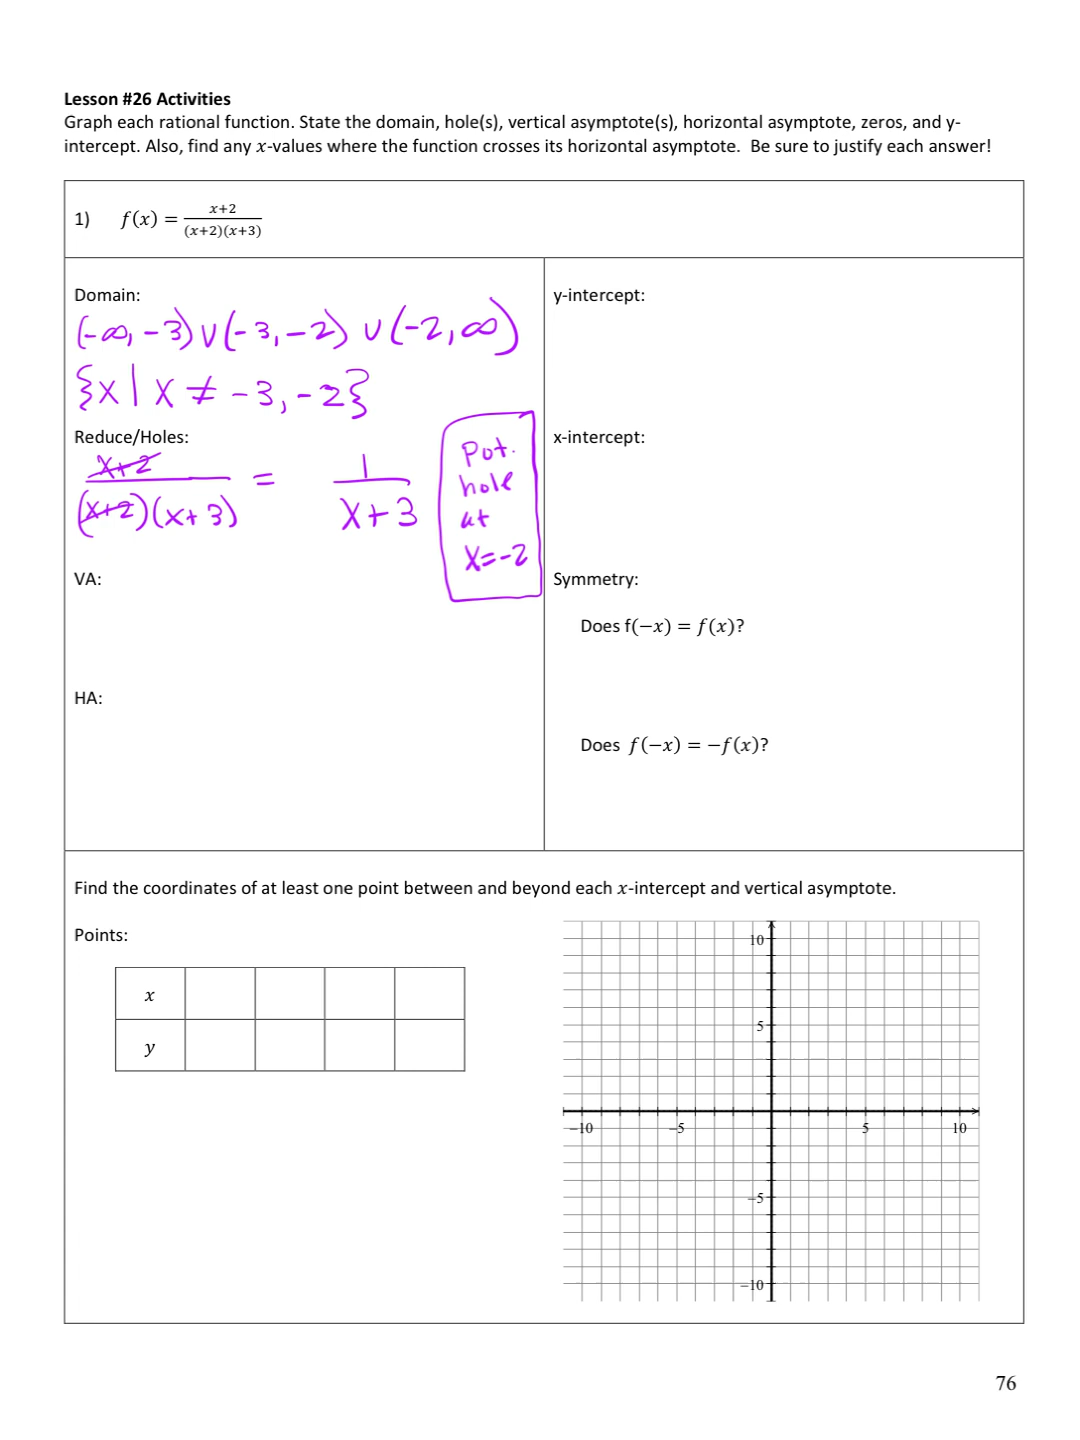 Lesson #26 Activities
Graph each rational function. State the domain, hole(s), vertical asymptote(s), horizontal asymptote, zeros, and y-
intercept. Also, find any x-values where the function crosses its horizontal asymptote.  Be sure to justify each answer!
1) f(x) = x+2 / (x+2)(x+3)
Domain:
(-∞, -3) ∪ (-3, -2) ∪ (-2, ∞)
{x | x ≠ -3, -2}
Reduce/Holes:
x+2 / (x+2)(x+3) = 1 / x+3
Pot.
hole
at
x=-2
VA:
HA:
y-intercept:
x-intercept:
Symmetry:
Does f(−x) = f(x)?
Does f(−x) = −f(x)?
Find the coordinates of at least one point between and beyond each x-intercept and vertical asymptote.
Points:
x
y
10
5
−10 −5 5 10
−5
−10
76